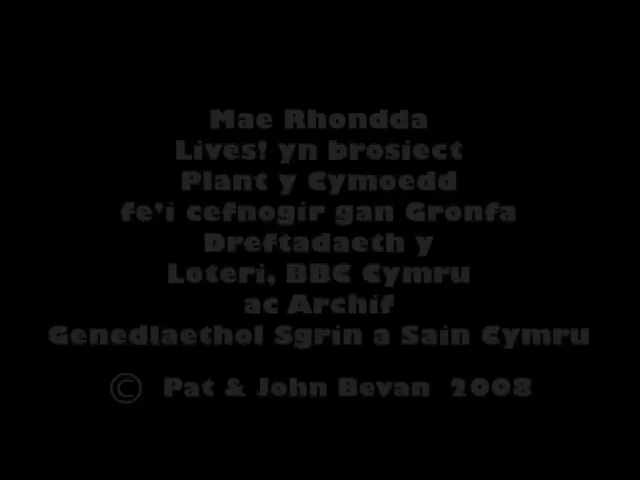 Mae Rhondda
Lives! yn brosiect
Plant y Cymoedd
fe'i cefnogir gan Gronfa
Dreftadaeth y
Loteri, BBC Cymru
ac Archif
Genedlaethol Sgrin a Sain Cymru
© Pat & John Bevan 2008